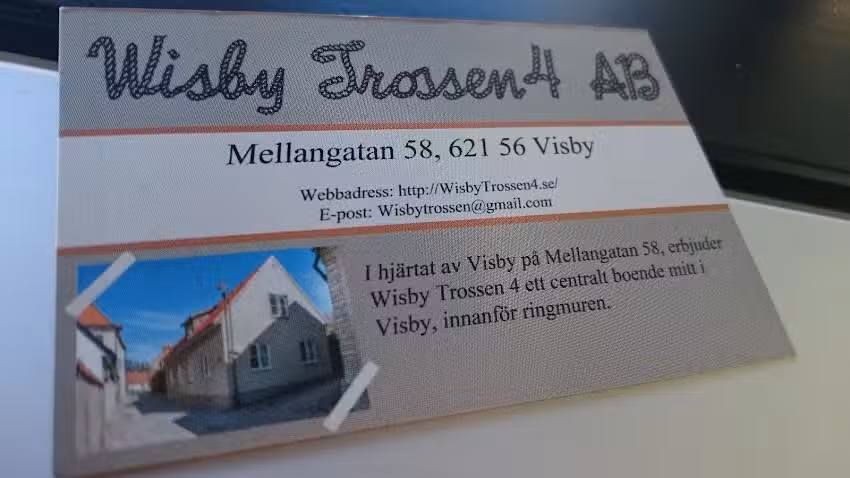 Wisby Trossen4 AB
Mellangatan 58, 621 56 Visby
Webbadress: http://WisbyTrossen4.se/
E-post: Wisbytrossen@gmail.com
I hjärtat av Visby på Mellangatan 58, erbjuder
Wisby Trossen 4 ett centralt boende mitt i
Visby, innanför ringmuren.